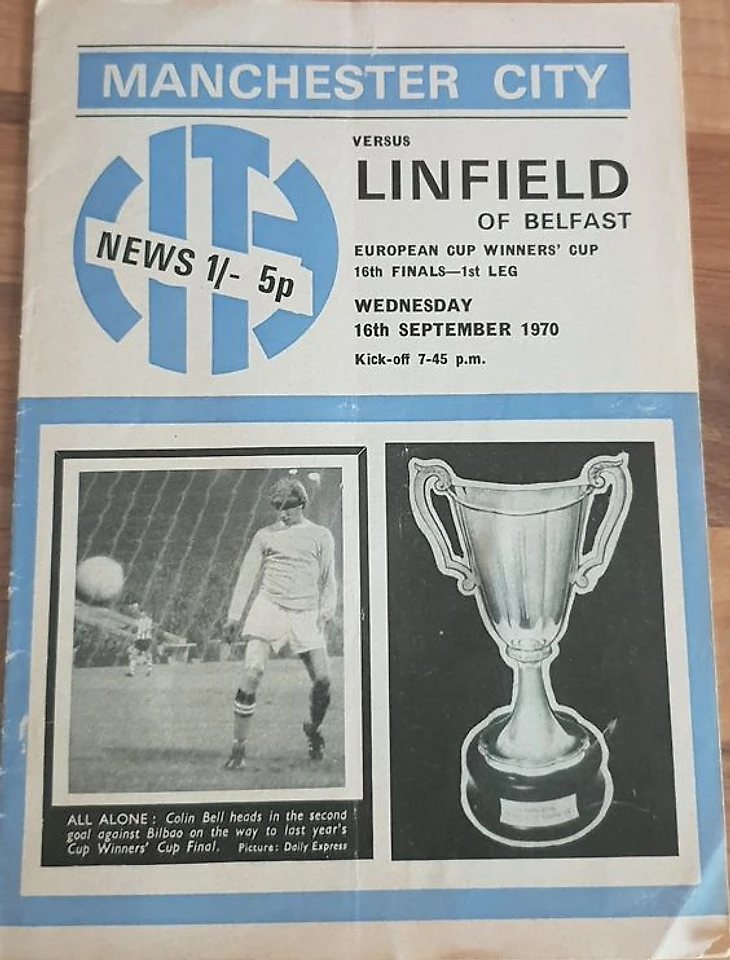 MANCHESTER CITY
VERSUS
LINFIELD
OF BELFAST
EUROPEAN CUP WINNERS' CUP
16th FINALS—1st LEG
WEDNESDAY
16th SEPTEMBER 1970
Kick-off 7-45 p.m.
CITY
NEWS 1/- 5p
ALL ALONE: Colin Bell heads in the second
goal against Bilbao on the way to last year's
Cup Winners' Cup Final. Picture: Daily Express